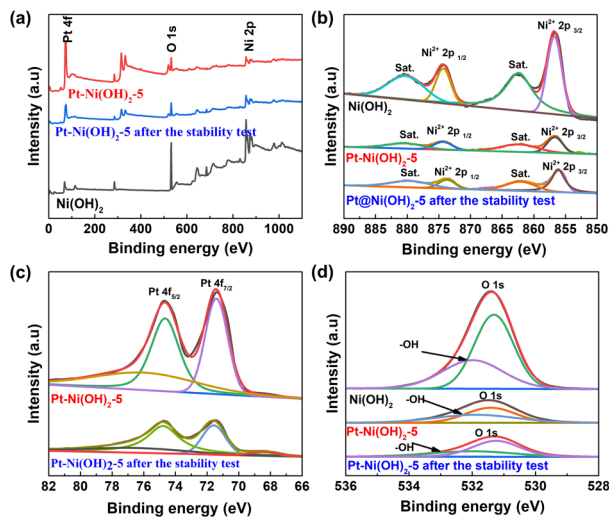 (a)
Pt 4f
O 1s
Ni 2p
Pt-Ni(OH)2-5
Pt-Ni(OH)2-5 after the stability test
Ni(OH)2
Intensity (a.u)
0 200 400 600 800 1000
Binding energy (eV)
(b)
Ni2+ 2p 3/2
Ni2+ 2p 1/2
Sat.
Sat.
Ni(OH)2
Sat.
Ni2+ 2p 1/2
Sat.
Ni2+ 2p 3/2
Pt-Ni(OH)2-5
Sat.
Ni2+ 2p 1/2
Sat.
Ni2+ 2p 3/2
Pt@Ni(OH)2-5 after the stability test
Intensity (a.u)
890 880 870 860 850
Binding energy (eV)
(c)
Pt 4f5/2
Pt 4f7/2
Pt-Ni(OH)2-5
Pt-Ni(OH)2-5 after the stability test
Intensity (a.u)
82 80 78 76 74 72 70 68 66
Binding energy (eV)
(d)
O 1s
-OH
Ni(OH)2
-OH
O 1s
Pt-Ni(OH)2-5
-OH
O 1s
Pt-Ni(OH)2-5 after the stability test
Intensity (a.u)
536 534 532 530 528
Binding energy (eV)